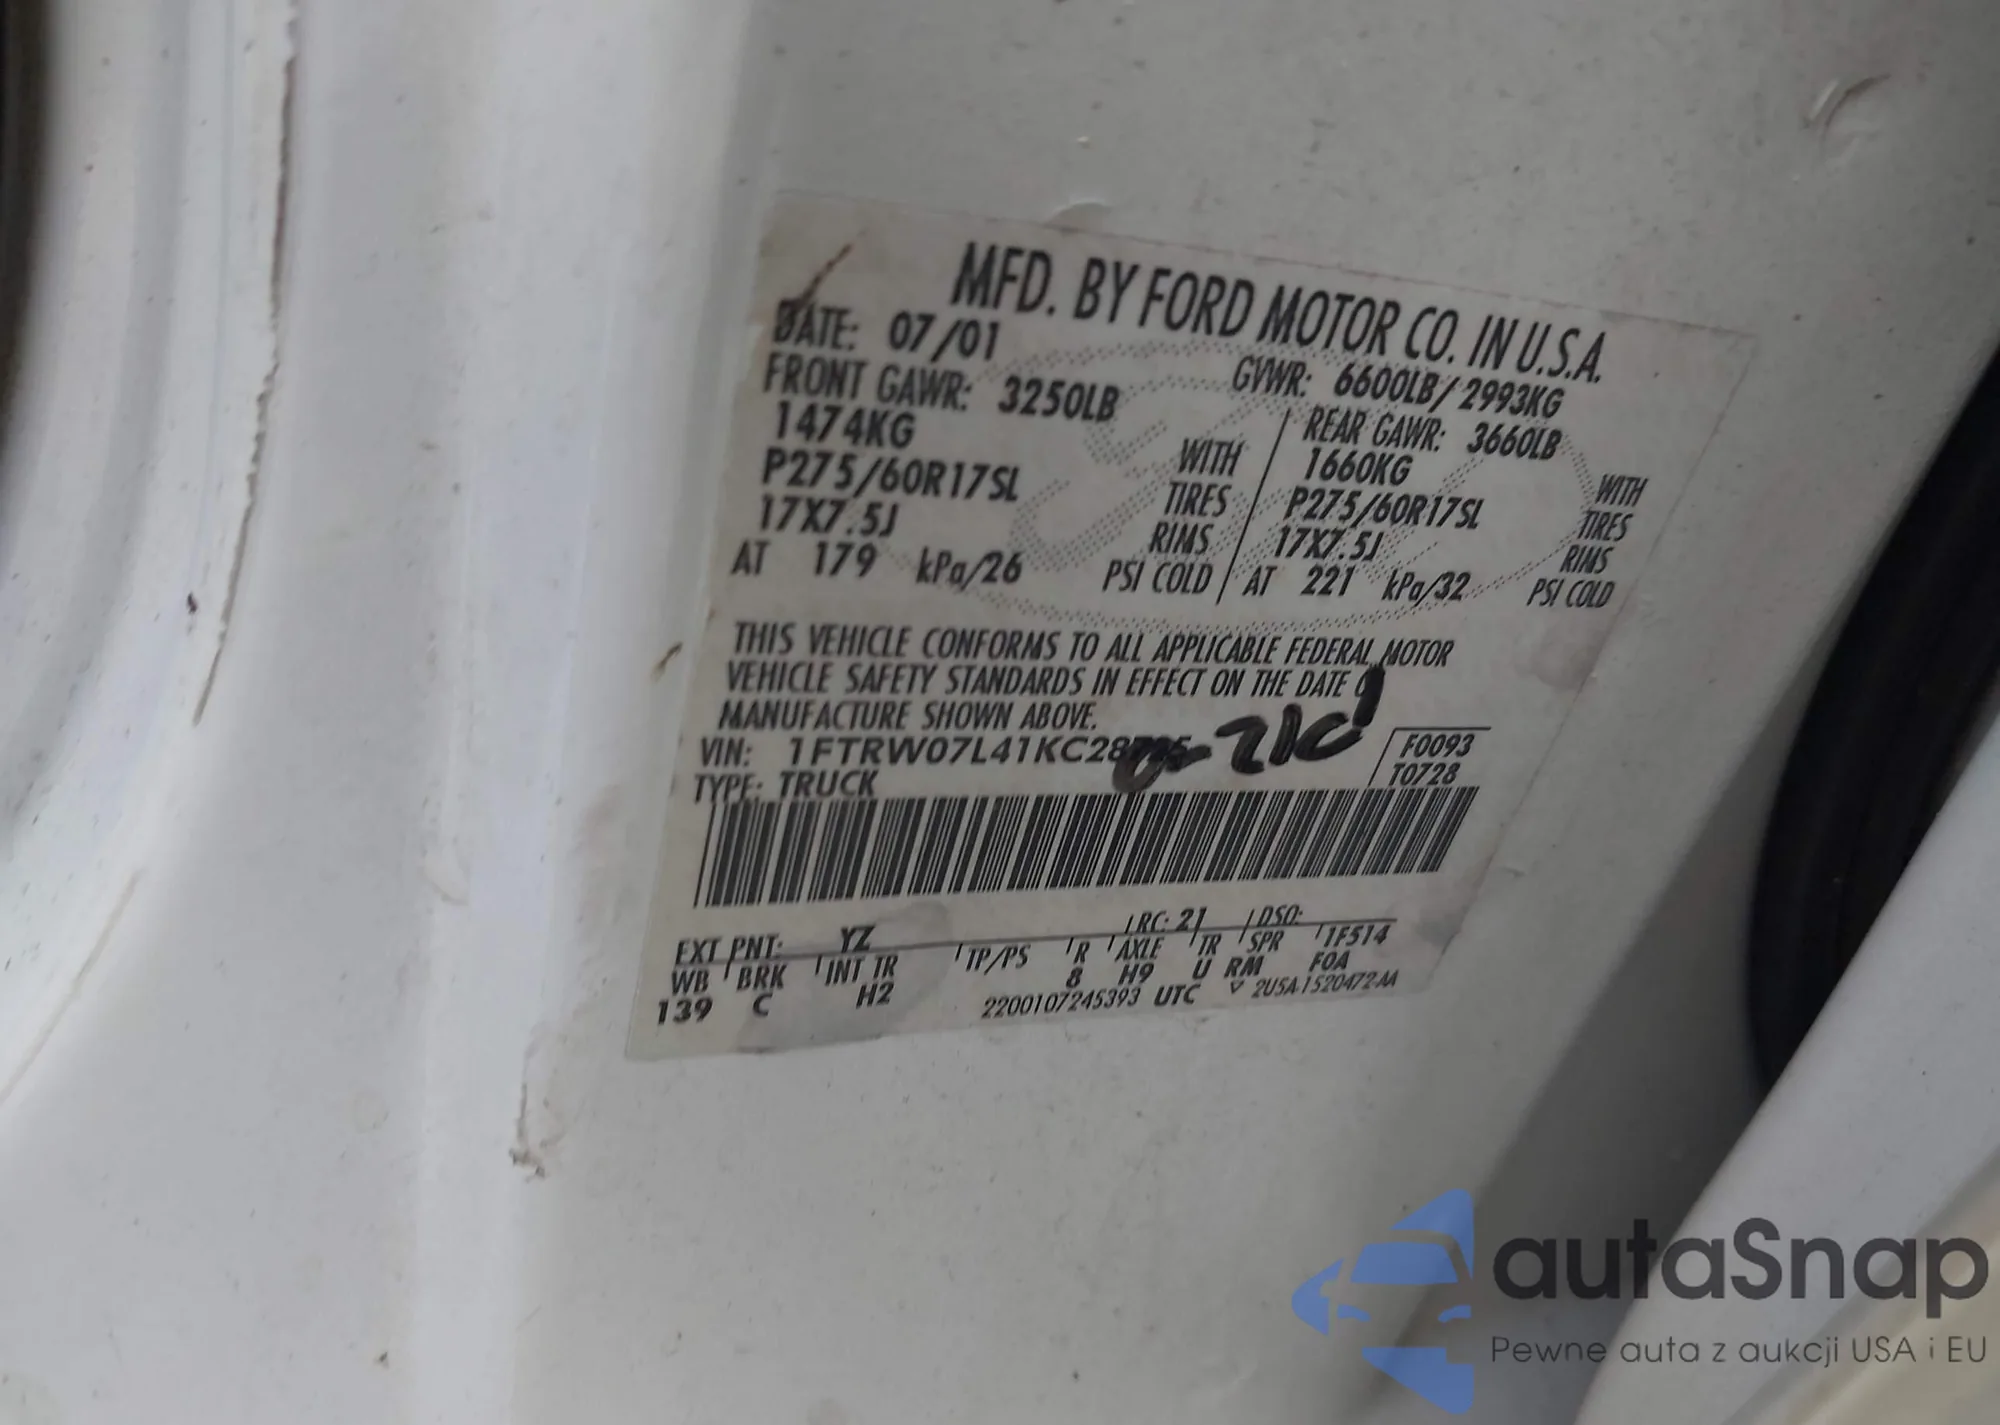 MFD. BY FORD MOTOR CO. IN U.S.A.
DATE: 07/01 GVWR: 6600LB/2993KG
FRONT GAWR: 3250LB REAR GAWR: 3660LB
1474KG WITH 1660KG WITH
P275/60R17SL TIRES P275/60R17SL TIRES
17X7.5J RIMS 17X7.5J RIMS
AT 179 kPa/26 PSI COLD AT 221 kPa/32 PSI COLD
THIS VEHICLE CONFORMS TO ALL APPLICABLE FEDERAL MOTOR
VEHICLE SAFETY STANDARDS IN EFFECT ON THE DATE
MANUFACTURE SHOWN ABOVE.
VIN: F0093
TYPE: TRUCK T0728
EXT PNT: YZ RC: 21 DSO:
WB BRK INT TR TP/PS R AXLE TR SPR 1F514
139 C H2 8 H9 U RM F0A
2200107245393 UTC 2USA-1520472-AA
autaSnap
Pewne auta z aukcji USA i EU